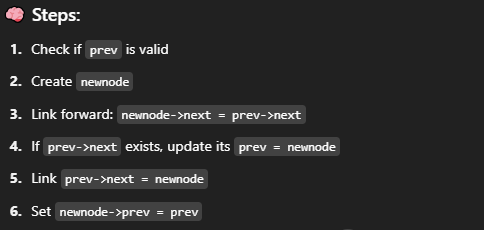 🧠 Steps:
1. Check if prev is valid
2. Create newnode
3. Link forward: newnode->next = prev->next
4. If prev->next exists, update its prev = newnode
5. Link prev->next = newnode
6. Set newnode->prev = prev